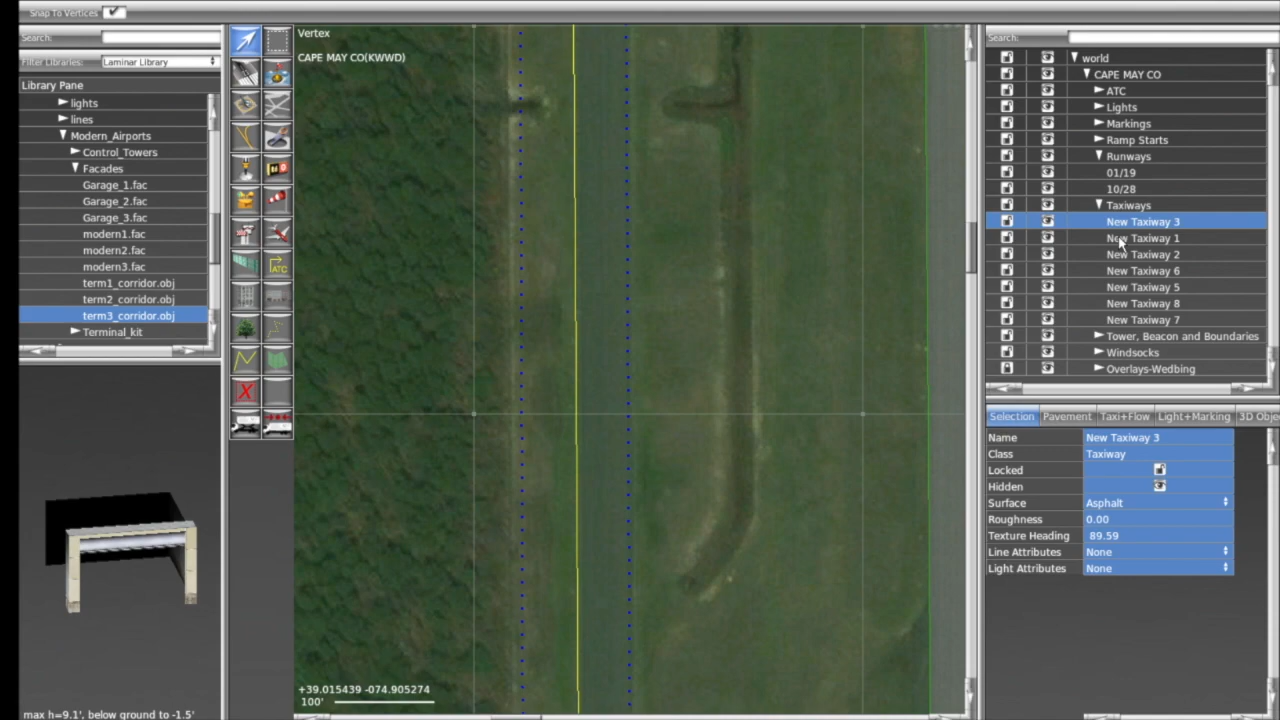 Snap To Vertices
Search:
Filter Libraries: Laminar Library
Library Pane
lights
lines
Modern_Airports
Control_Towers
Facades
Garage_1.fac
Garage_2.fac
Garage_3.fac
modern1.fac
modern2.fac
modern3.fac
term1_corridor.obj
term2_corridor.obj
term3_corridor.obj
Terminal_kit
max h=9.1', below ground to -1.5'
ATC
Vertex
CAPE MAY CO(KWWD)
+39.015439 -074.905274
100'
Search:
world
CAPE MAY CO
ATC
Lights
Markings
Ramp Starts
Runways
01/19
10/28
Taxiways
New Taxiway 3
New Taxiway 1
New Taxiway 2
New Taxiway 6
New Taxiway 5
New Taxiway 8
New Taxiway 7
Tower, Beacon and Boundaries
Windsocks
Overlays-Wedbing
Selection Pavement Taxi+Flow Light+Marking 3D Obje
Name New Taxiway 3
Class Taxiway
Locked
Hidden
Surface Asphalt
Roughness 0.00
Texture Heading 89.59
Line Attributes None
Light Attributes None